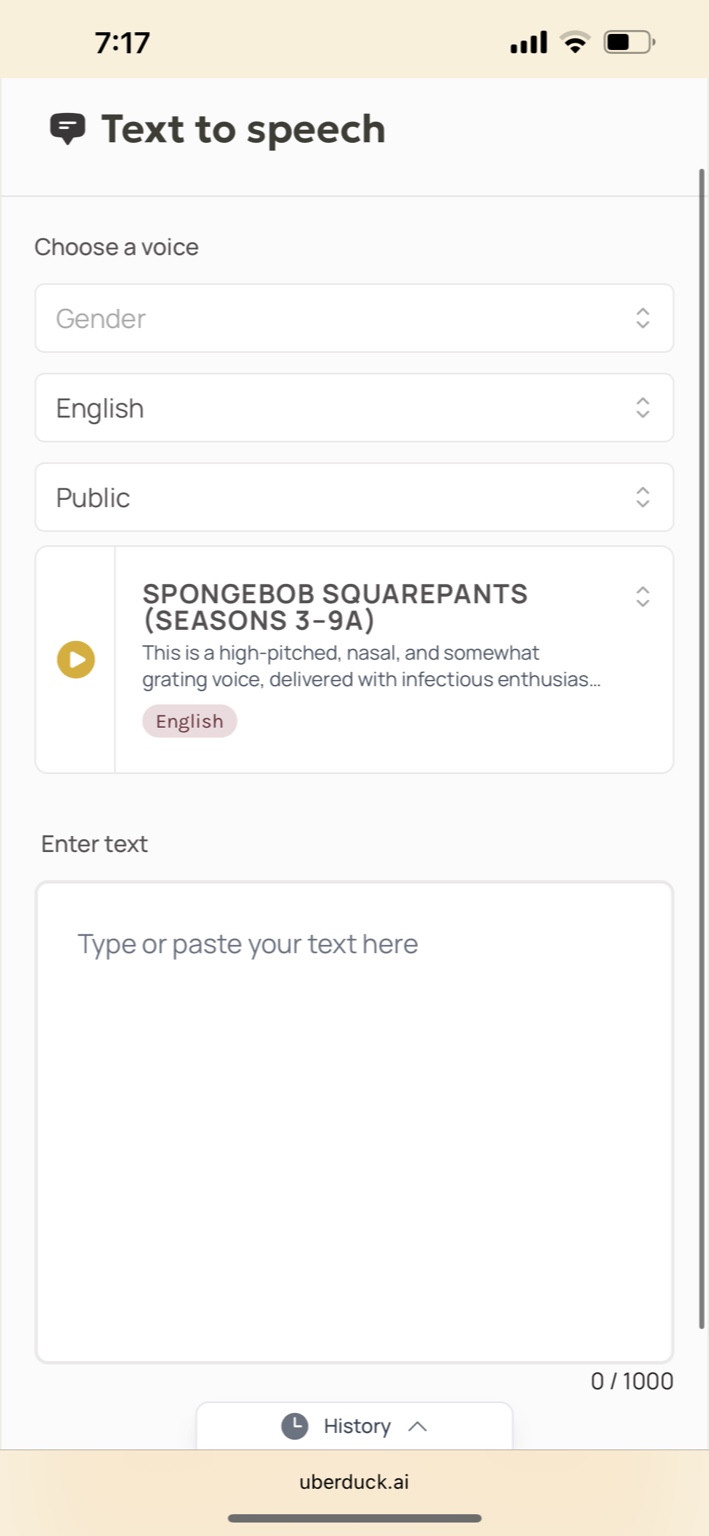 7:17
Text to speech
Choose a voice
Gender
English
Public
SPONGEBOB SQUAREPANTS
(SEASONS 3-9A)
This is a high-pitched, nasal, and somewhat
grating voice, delivered with infectious enthusias...
English
Enter text
Type or paste your text here
0 / 1000
History
uberduck.ai